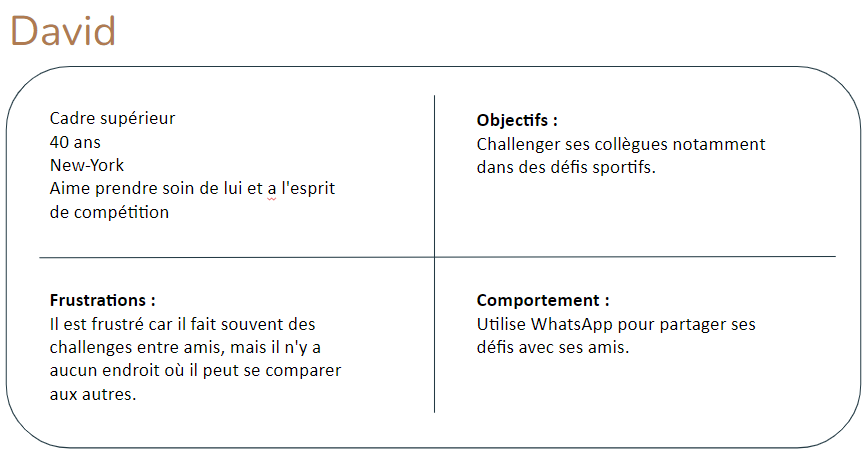 David
Cadre supérieur
40 ans
New-York
Aime prendre soin de lui et a l'esprit
de compétition
Objectifs :
Challenger ses collègues notamment
dans des défis sportifs.
Frustrations :
Il est frustré car il fait souvent des
challenges entre amis, mais il n'y a
aucun endroit où il peut se comparer
aux autres.
Comportement :
Utilise WhatsApp pour partager ses
défis avec ses amis.